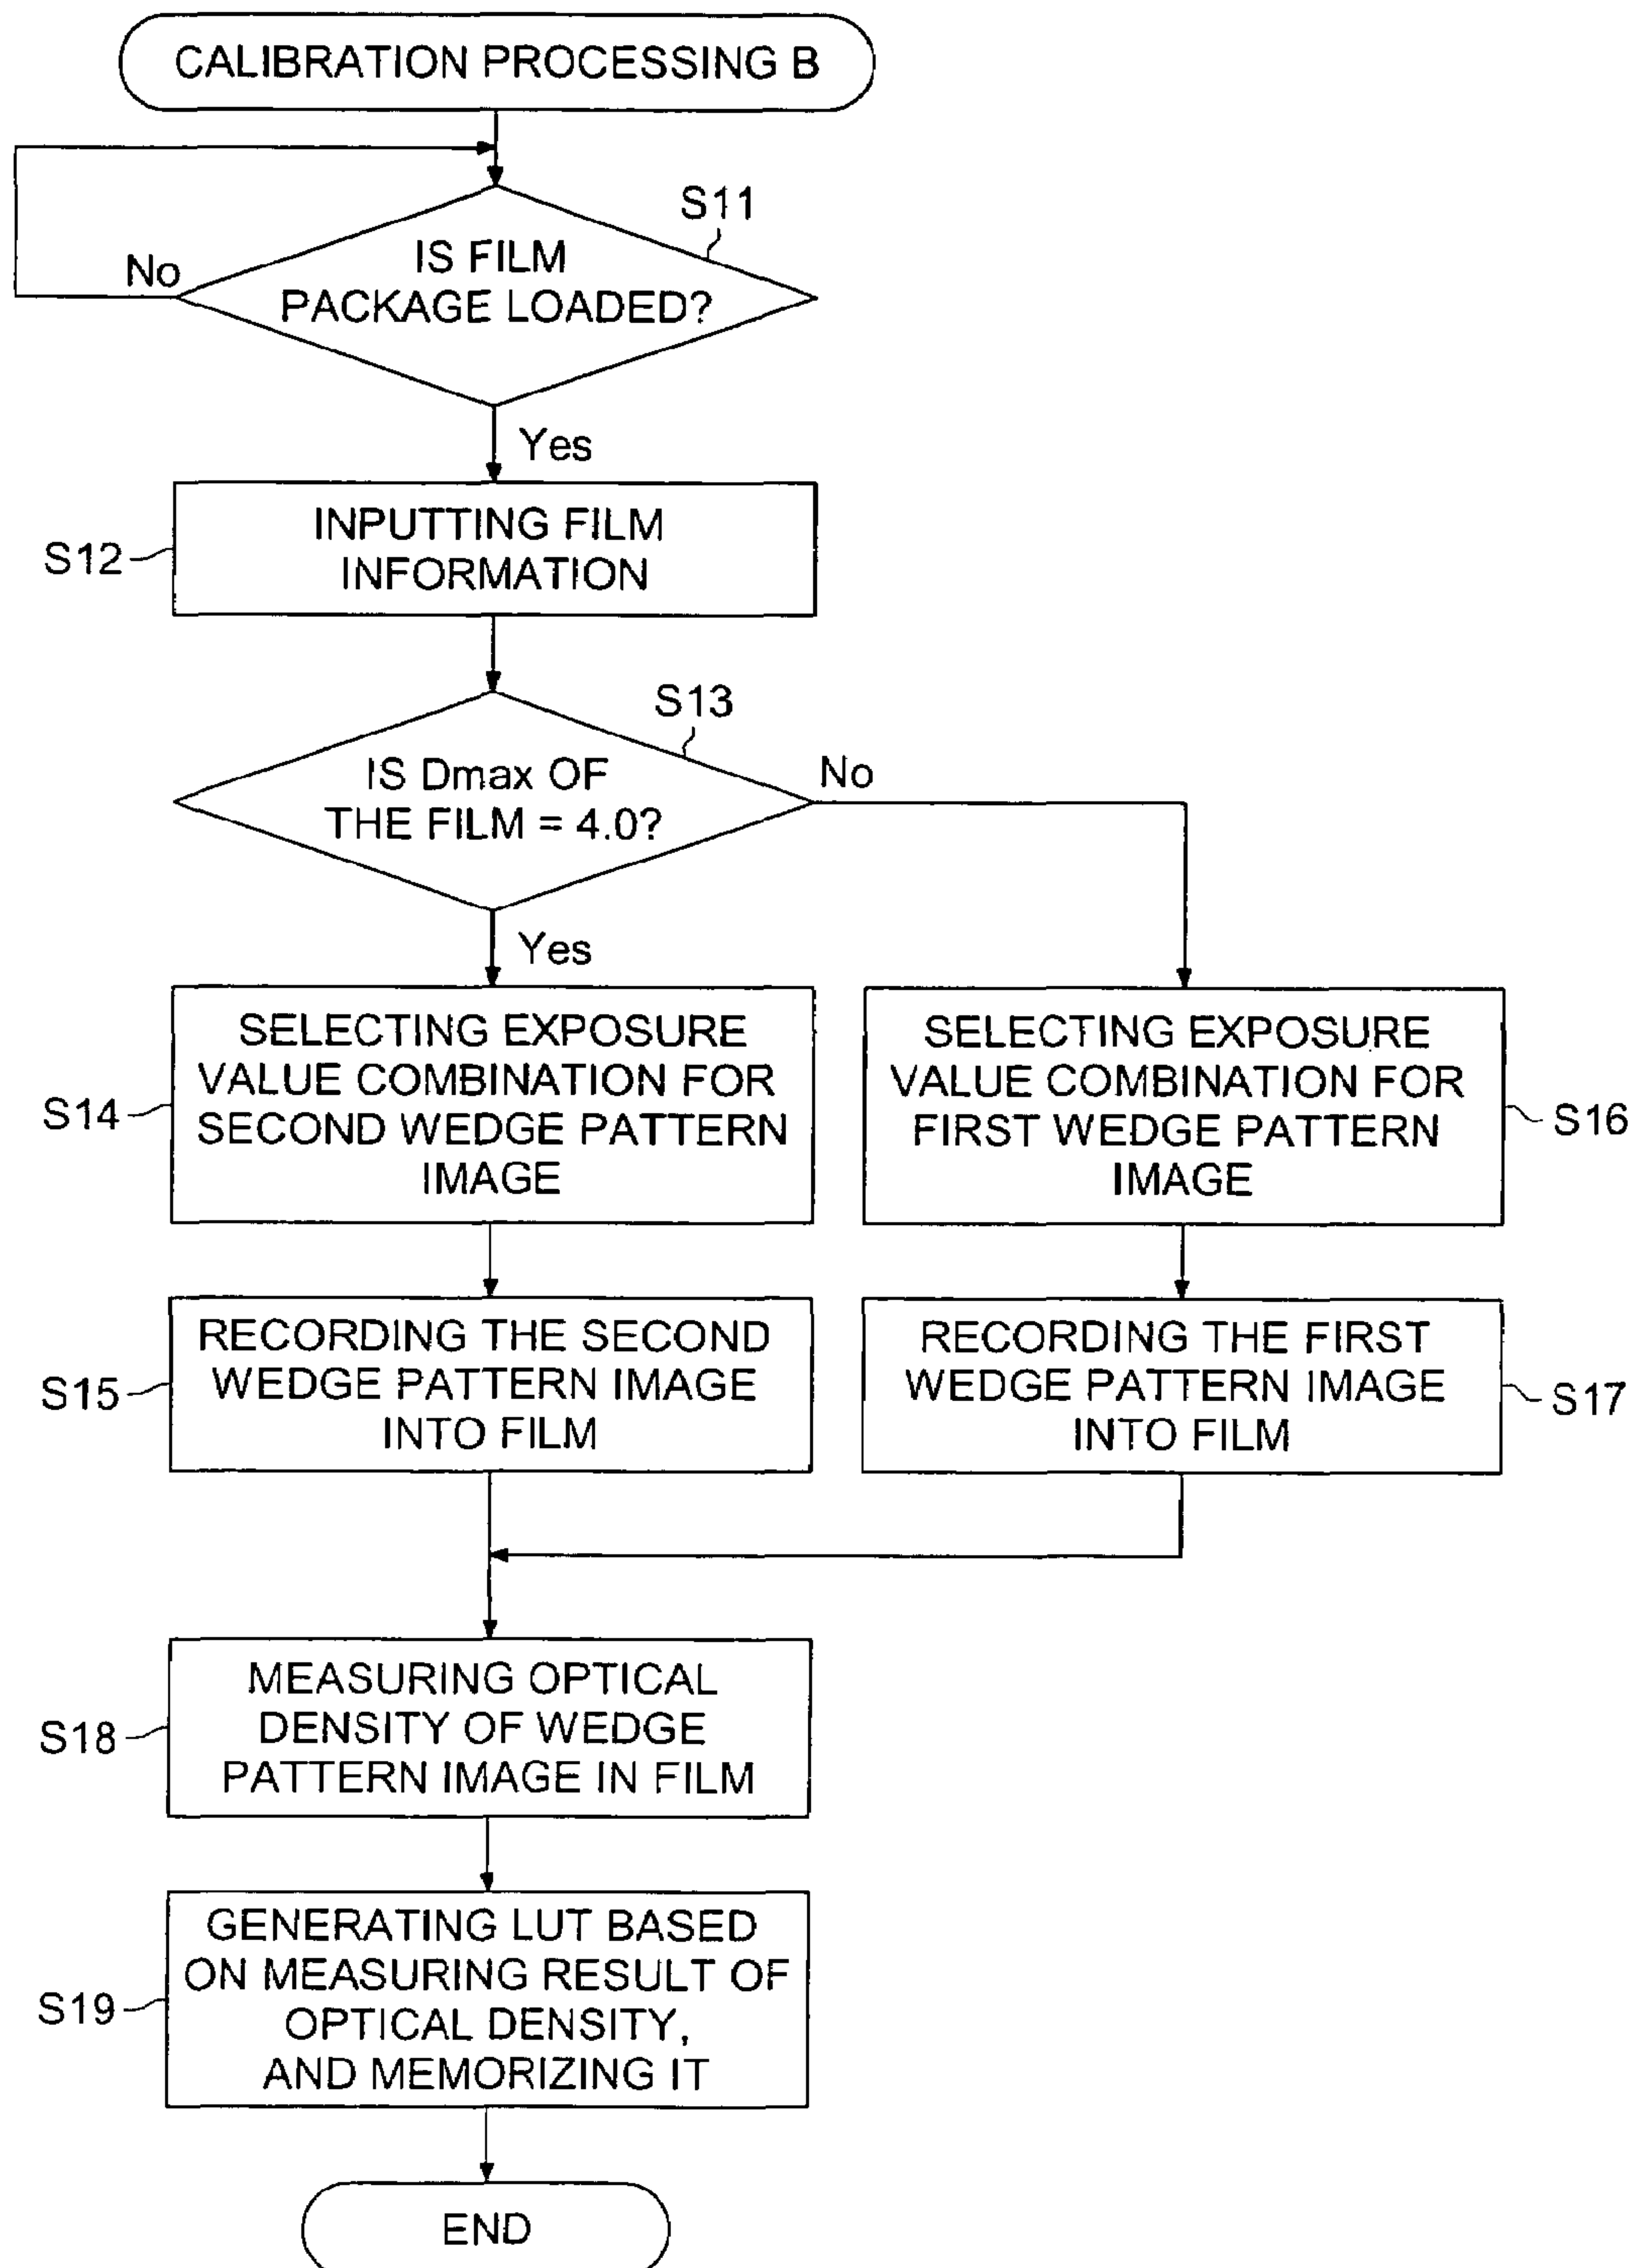 CALIBRATION PROCESSING B
S11
IS FILM
PACKAGE LOADED?
No
Yes
S12
INPUTTING FILM
INFORMATION
S13
IS Dmax OF
THE FILM = 4.0?
No
Yes
S14
SELECTING EXPOSURE
VALUE COMBINATION FOR
SECOND WEDGE PATTERN
IMAGE
SELECTING EXPOSURE
VALUE COMBINATION FOR
FIRST WEDGE PATTERN
IMAGE
S16
S15
RECORDING THE SECOND
WEDGE PATTERN IMAGE
INTO FILM
RECORDING THE FIRST
WEDGE PATTERN IMAGE
INTO FILM
S17
S18
MEASURING OPTICAL
DENSITY OF WEDGE
PATTERN IMAGE IN FILM
S19
GENERATING LUT BASED
ON MEASURING RESULT OF
OPTICAL DENSITY,
AND MEMORIZING IT
END